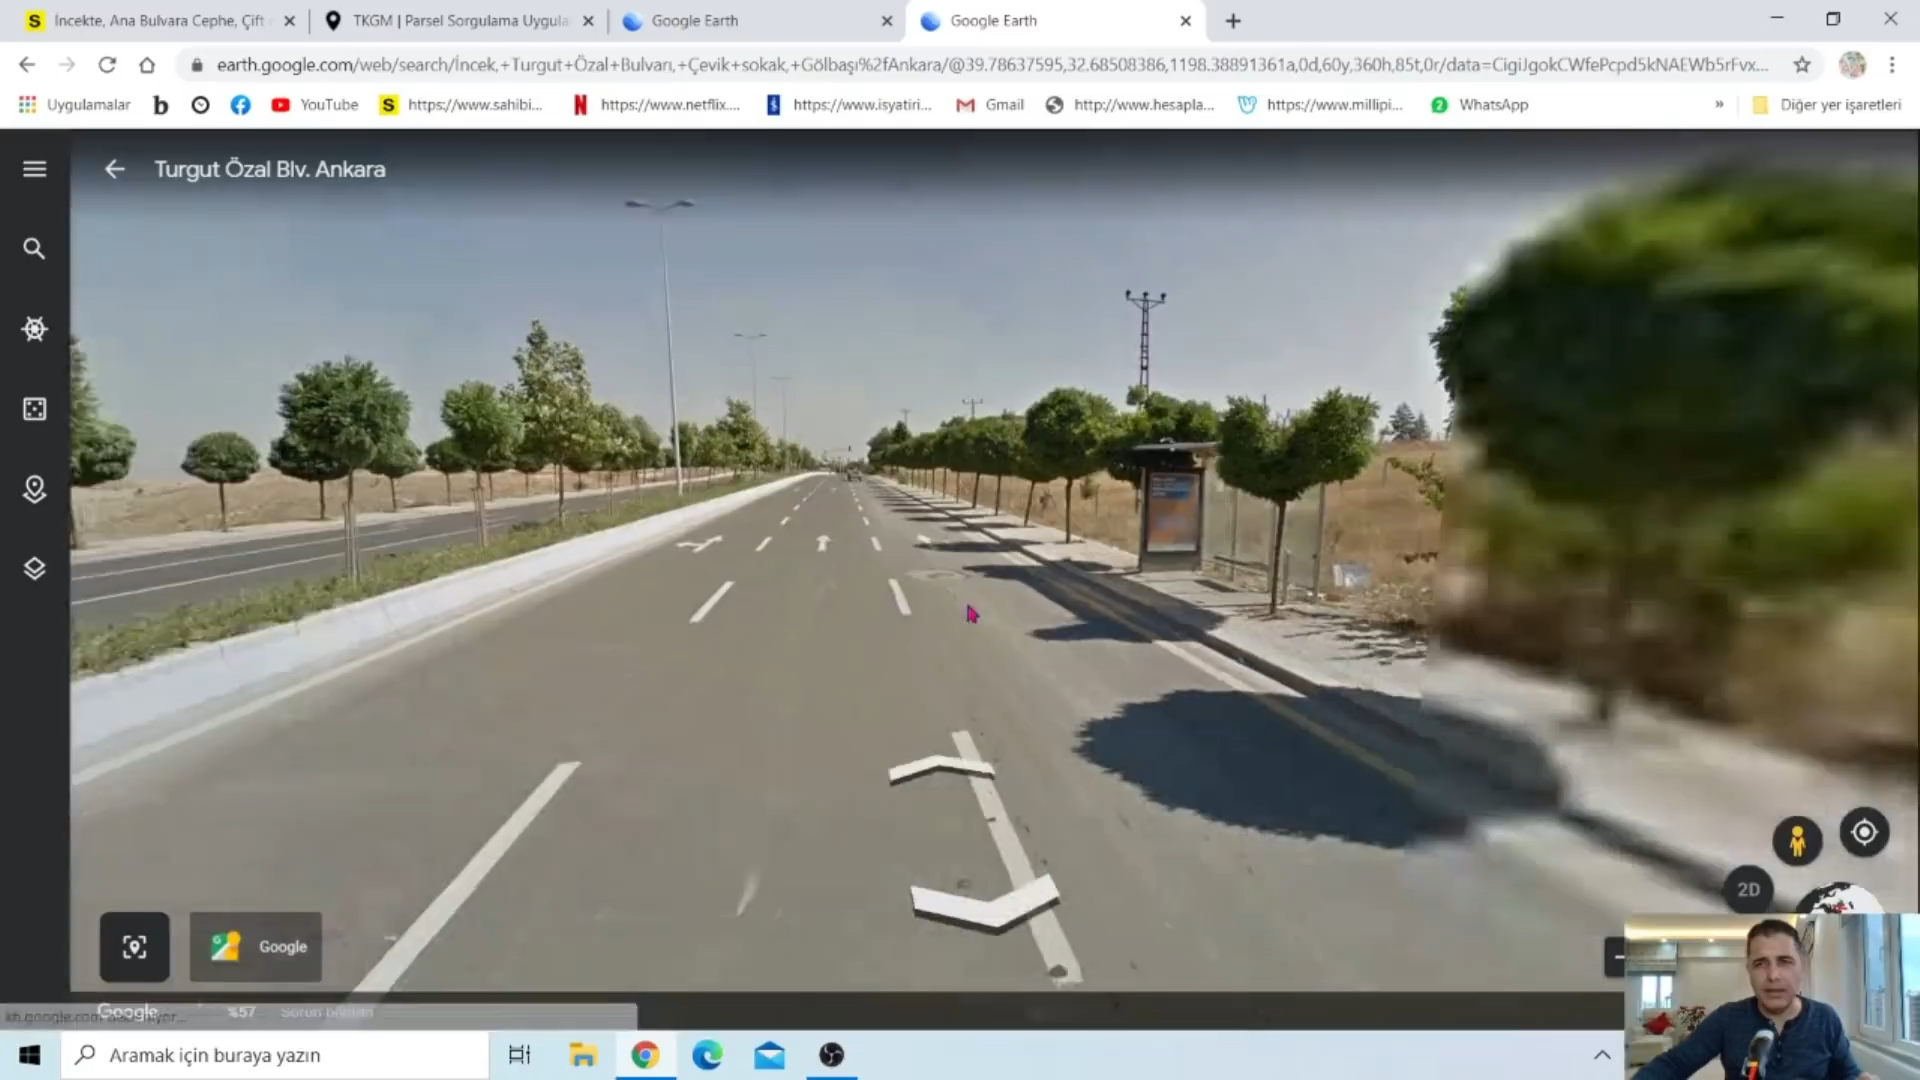 İncekte, Ana Bulvara Cephe, Çift
TKGM | Parsel Sorgulama Uygula
Google Earth
Google Earth
earth.google.com/web/search/İncek,+Turgut+Özal+Bulvarı,+Çevik+sokak,+Gölbaşı%2fAnkara/@39.78637595,32.68508386,1198.38891361a,0d,60y,360h,85t,0r/data=CigiJgokCWfePcpd5kNAEWb5rFvx...
Uygulamalar
YouTube
https://www.sahibi...
https://www.netflix....
https://www.isyatiri...
Gmail
http://www.hesapla...
https://www.millipi...
WhatsApp
»
Diğer yer işaretleri
Turgut Özal Blv. Ankara
2D
Google
Google
%57
Sorun bildirin
Aramak için buraya yazın